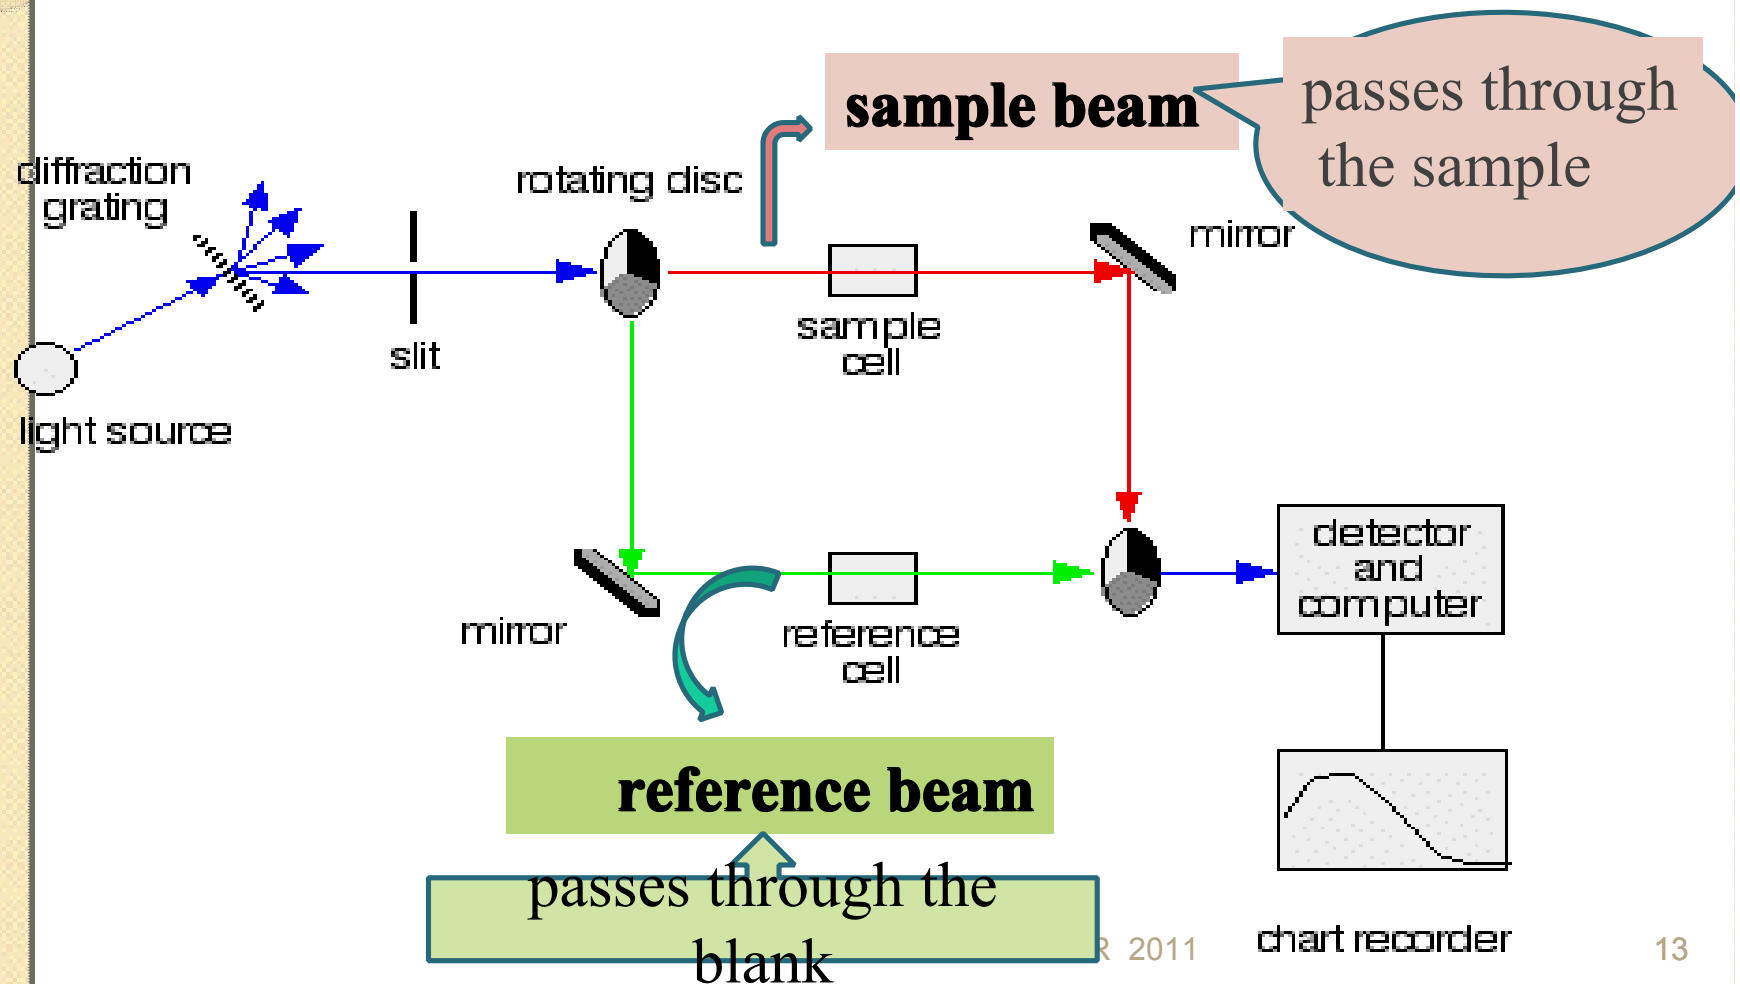 sample beam
passes through
the sample
diffraction
grating
rotating disc
mirror
sample
cell
slit
light source
detector
and
computer
mirror
reference
cell
reference beam
passes through the
blank
2011
chart recorder
13